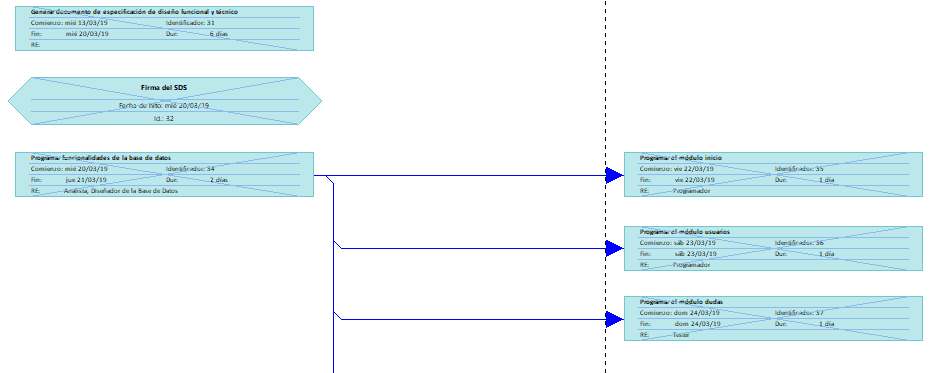 Generar documento de especificación de diseño funcional y técnico
Comienzo: mié 13/03/19 Identificador: 31
Fin: mié 20/03/19 Dur: 6 días
RE:
Firma del SDS
Fecha de hito: mié 20/03/19
Id.: 32
Programar funcionalidades de la base de datos
Comienzo: mié 20/03/19 Identificador: 34
Fin: jue 21/03/19 Dur: 2 días
RE: Analista, Diseñador de la Base de Datos
Programar el módulo inicio
Comienzo: vie 22/03/19 Identificador: 35
Fin: vie 22/03/19 Dur: 1 día
RE: Programador
Programar el módulo usuarios
Comienzo: sáb 23/03/19 Identificador: 36
Fin: sáb 23/03/19 Dur: 1 día
RE: Programador
Programar el módulo dudas
Comienzo: dom 24/03/19 Identificador: 37
Fin: dom 24/03/19 Dur: 1 día
RE: Tester